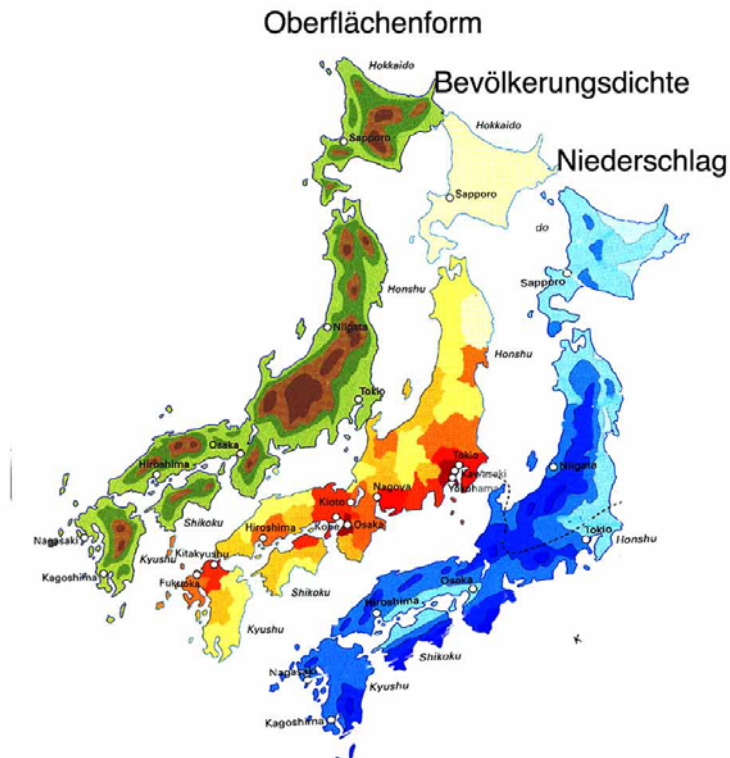 Oberflächenform
Hokkaido
Sapporo
Honshu
Niigata
Tokio
Osaka
Hiroshima
Shikoku
Nagasaki
Kyushu
Kagoshima
Bevölkerungsdichte
Hokkaido
Sapporo
Honshu
Tokio
Kawasaki
Yokohama
Nagoya
Kioto
Kobe
Osaka
Hiroshima
Kitakyushu
Fukuoka
Shikoku
Kyushu
Niederschlag
do
Sapporo
Niigata
Tokio
Honshu
Osaka
Hiroshima
Shikoku
Nagasaki
Kyushu
Kagoshima
K